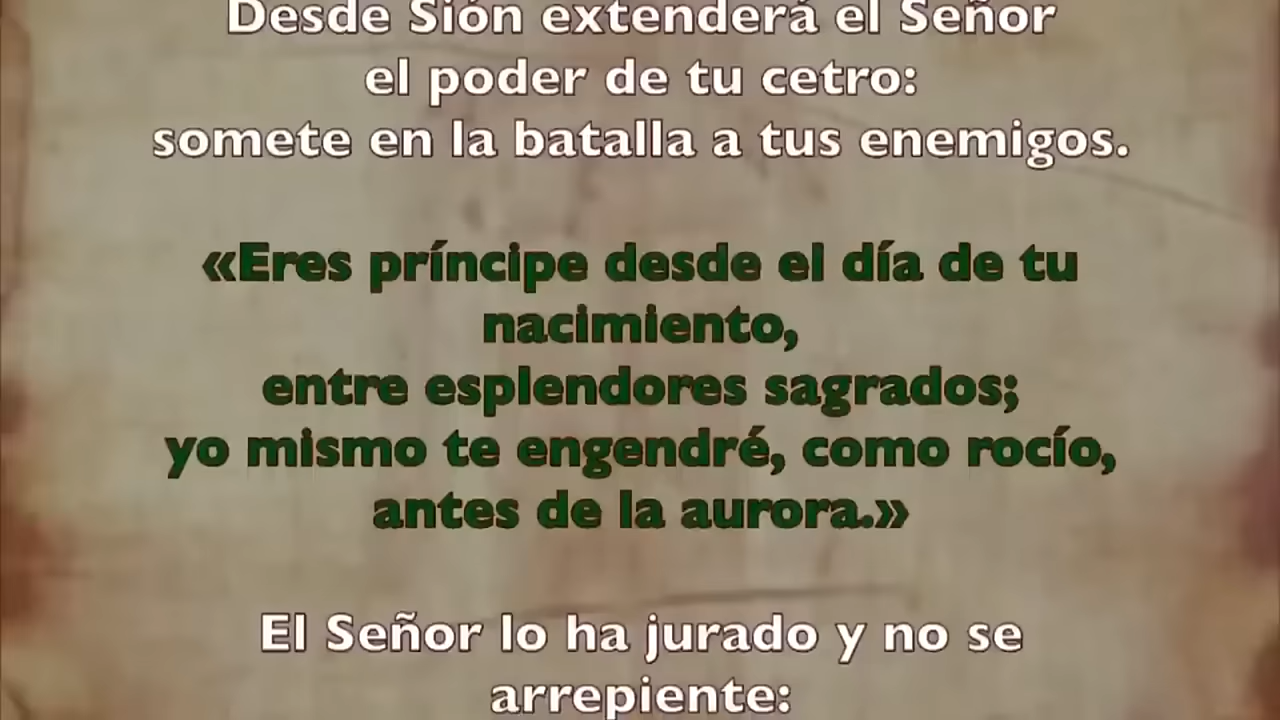 Desde Sión extenderá el Señor
el poder de tu cetro:
somete en la batalla a tus enemigos.
«Eres príncipe desde el día de tu
nacimiento,
entre esplendores sagrados;
yo mismo te engendré, como rocío,
antes de la aurora.»
El Señor lo ha jurado y no se
arrepiente: